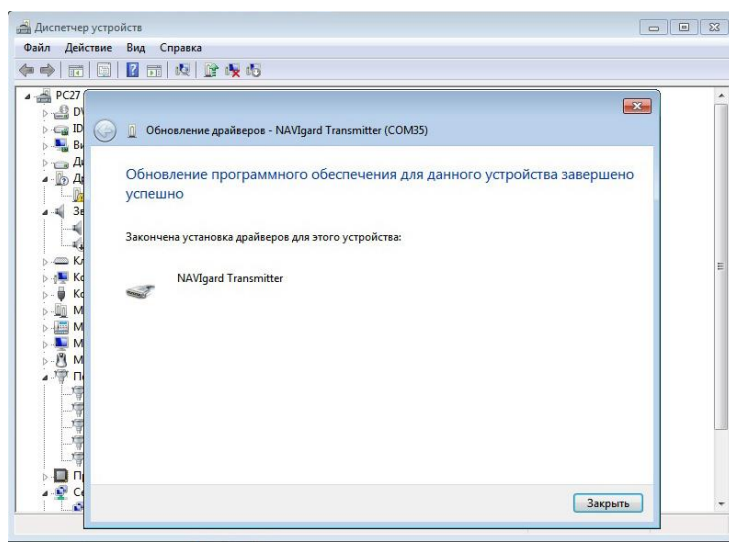 Диспетчер устройств
Файл Действие Вид Справка
PC27
Обновление драйверов - NAVIgard Transmitter (COM35)
Обновление программного обеспечения для данного устройства завершено
успешно
Закончена установка драйверов для этого устройства:
NAVIgard Transmitter
Закрыть